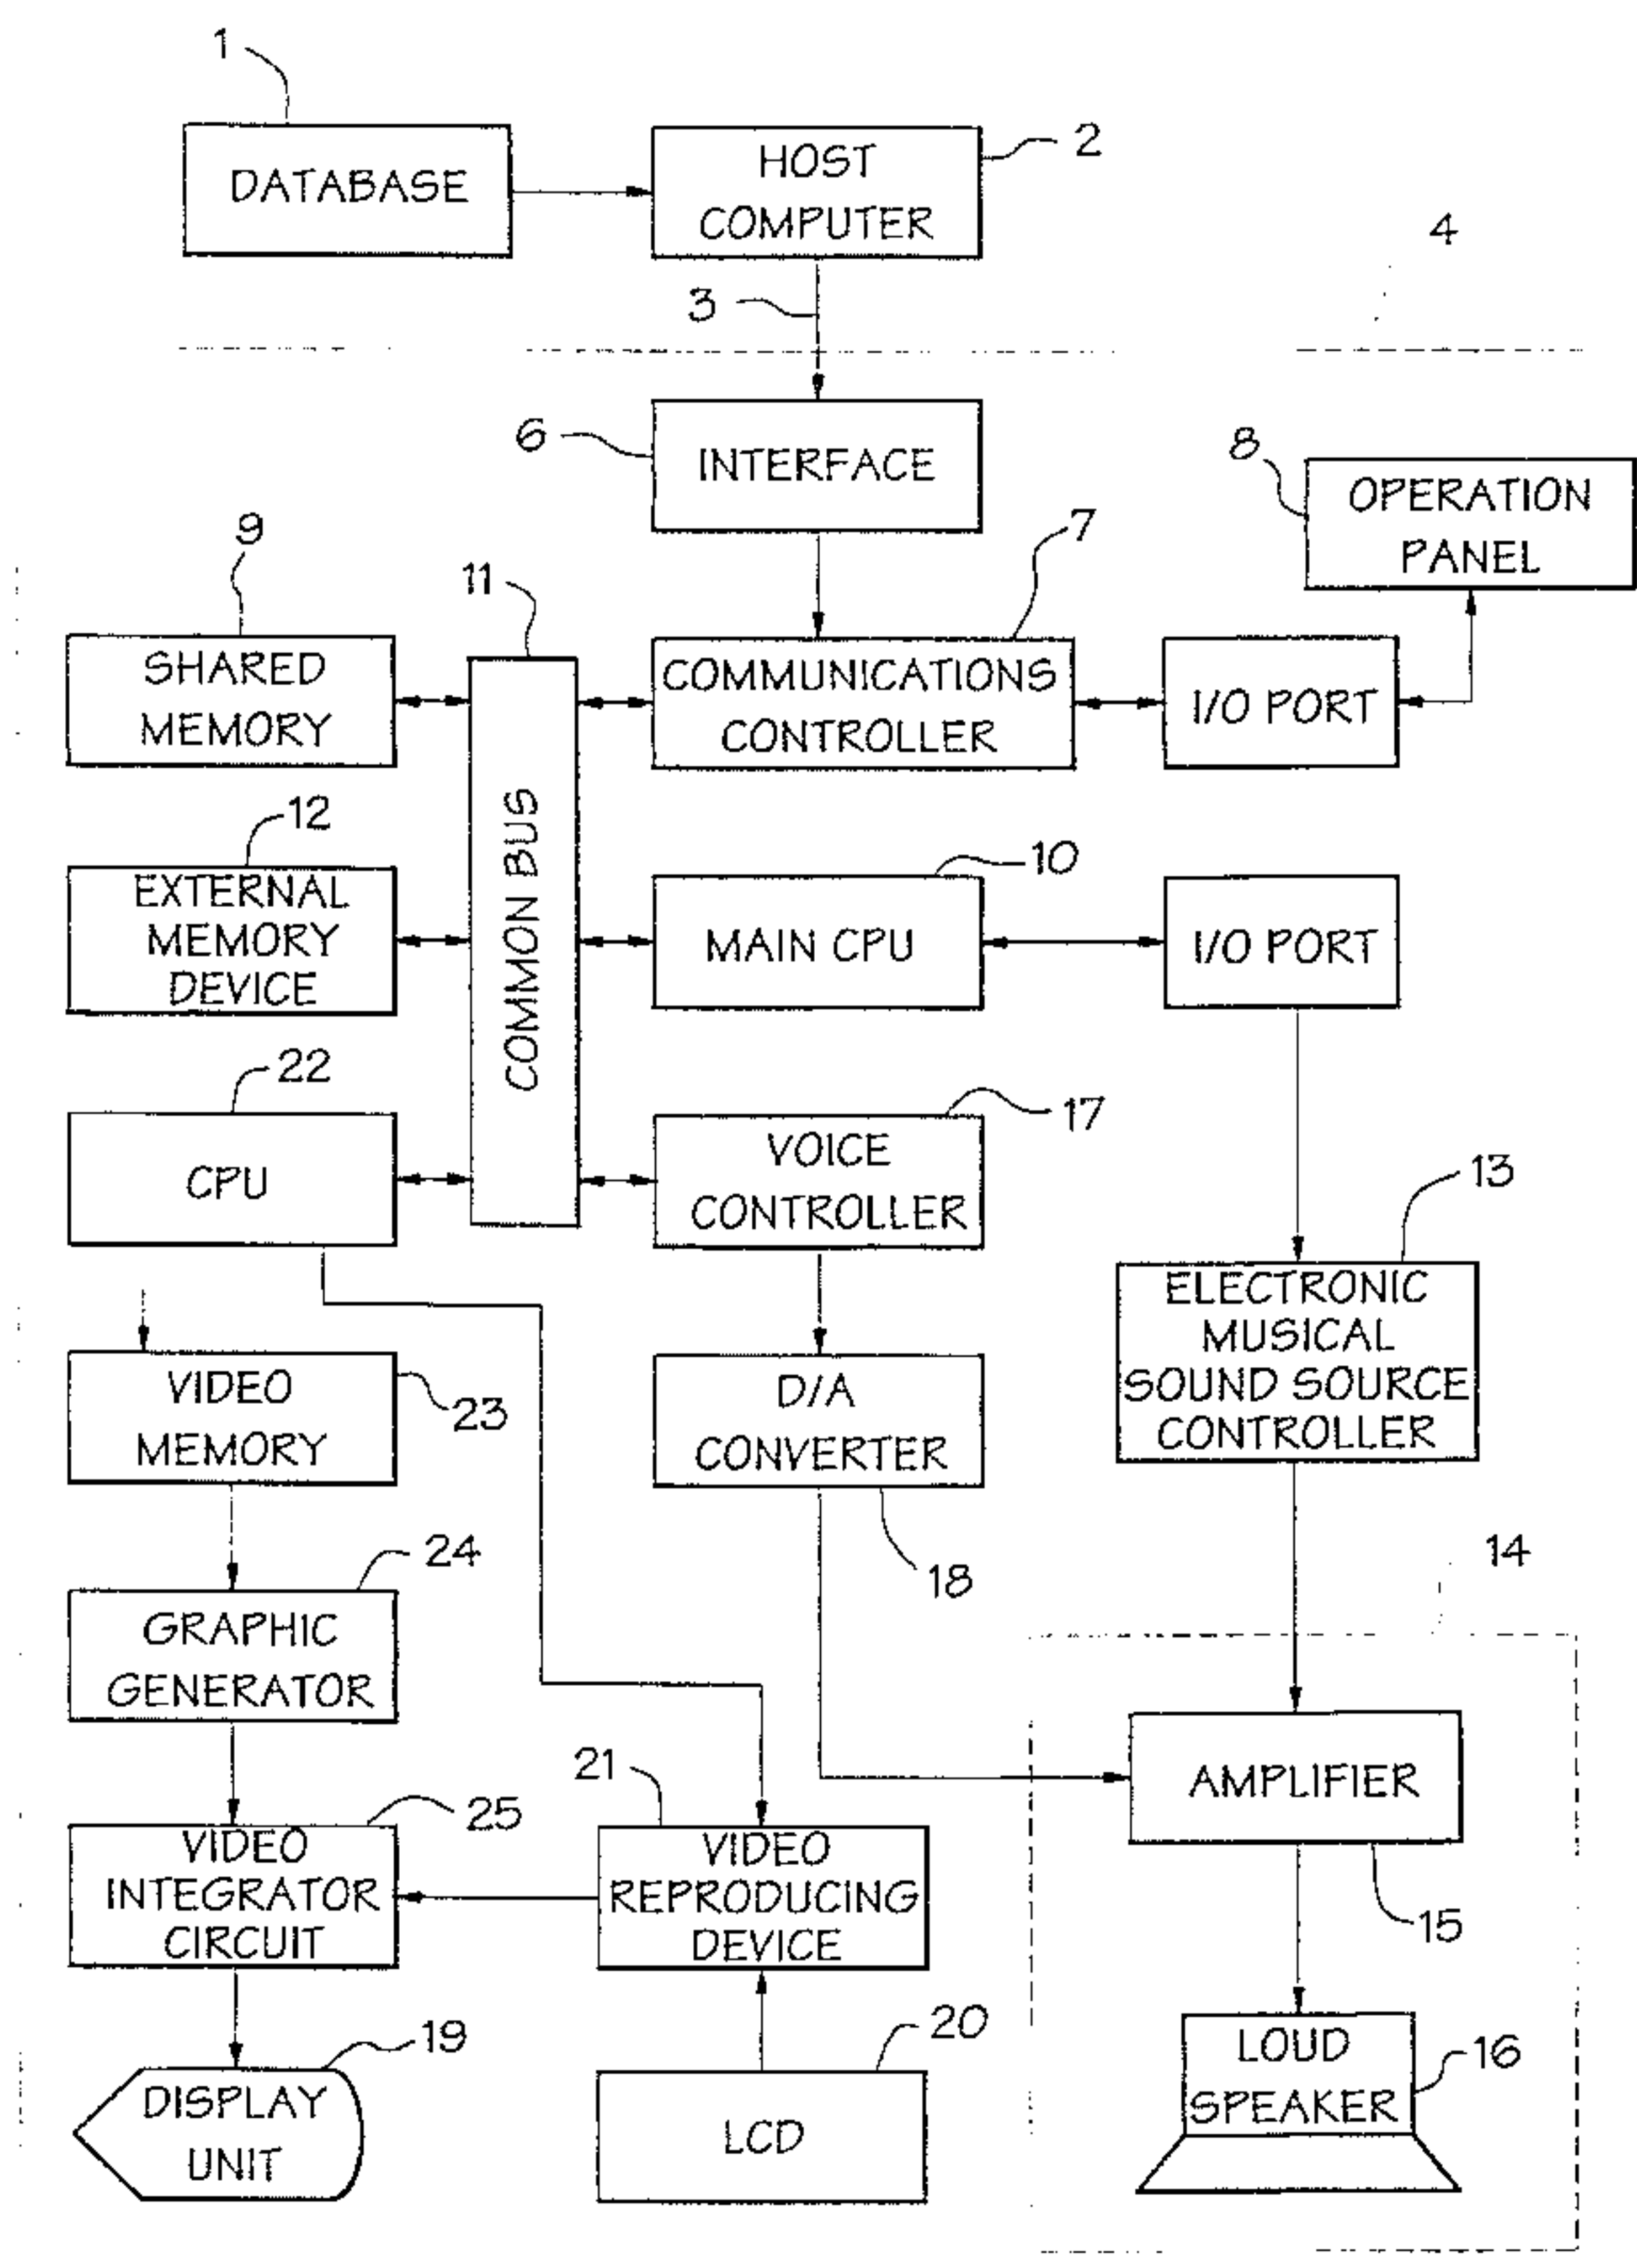 1
DATABASE
HOST
COMPUTER
2
3
4
6
INTERFACE
8
OPERATION
PANEL
9
SHARED
MEMORY
11
COMMON BUS
7
COMMUNICATIONS
CONTROLLER
I/O PORT
12
EXTERNAL
MEMORY
DEVICE
10
MAIN CPU
I/O PORT
22
CPU
17
VOICE
CONTROLLER
13
ELECTRONIC
MUSICAL
SOUND SOURCE
CONTROLLER
VIDEO
MEMORY
23
D/A
CONVERTER
18
24
GRAPHIC
GENERATOR
14
AMPLIFIER
15
25
VIDEO
INTEGRATOR
CIRCUIT
21
VIDEO
REPRODUCING
DEVICE
19
DISPLAY
UNIT
20
LCD
LOUD
SPEAKER
16